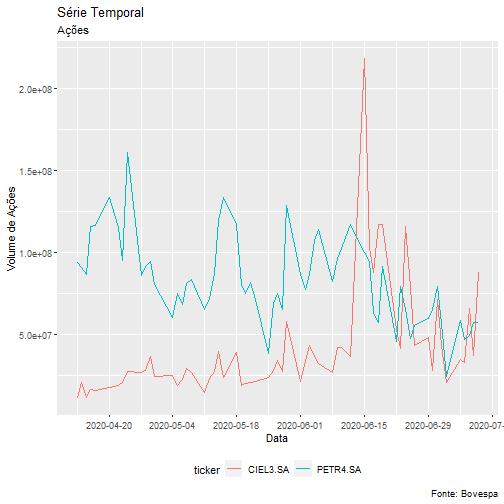 Série Temporal
Ações
Volume de Ações
2.0e+08
1.5e+08
1.0e+08
5.0e+07
2020-04-20 2020-05-04 2020-05-18 2020-06-01 2020-06-15 2020-06-29 2020-07-
Data
ticker CIEL3.SA PETR4.SA
Fonte: Bovespa